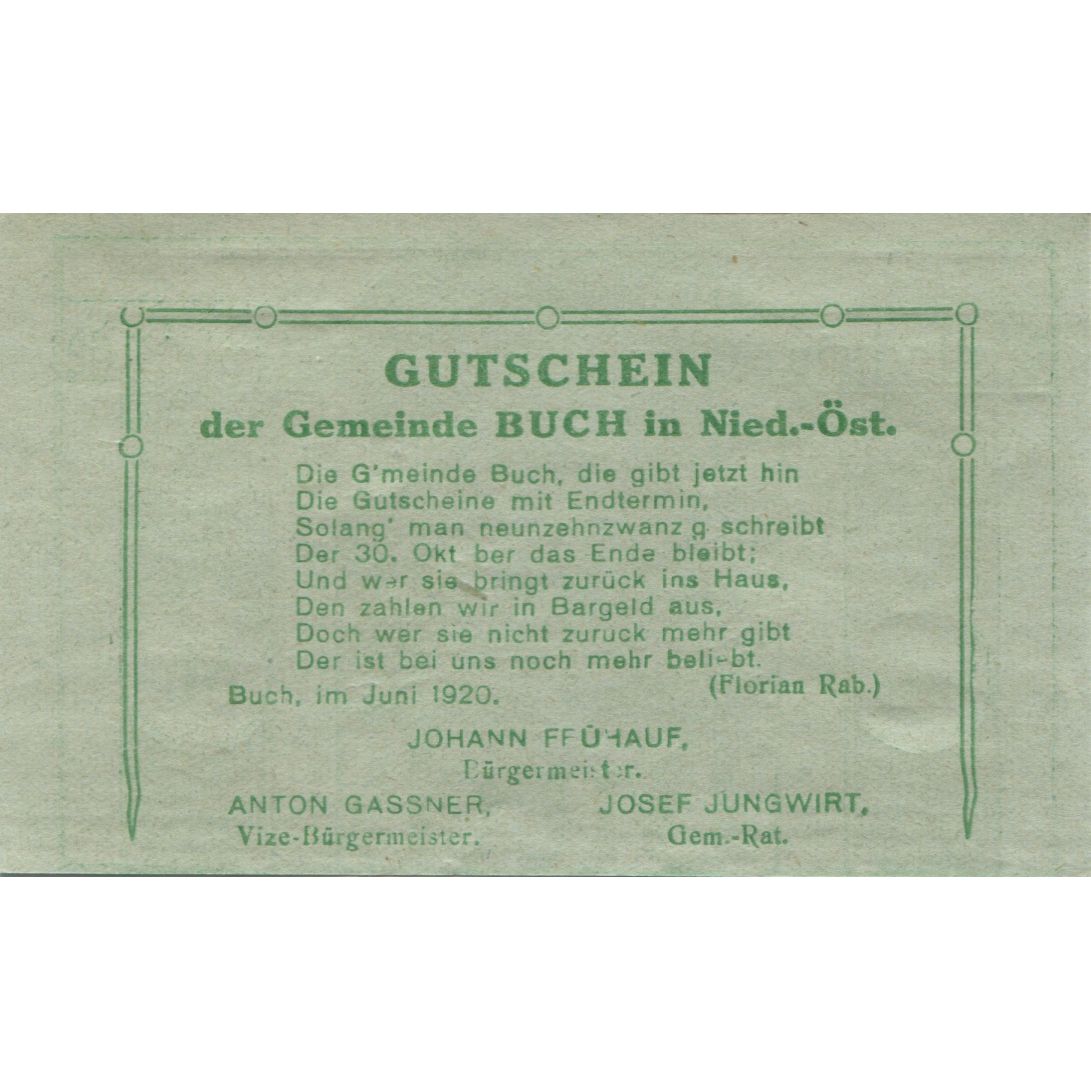 GUTSCHEIN
der Gemeinde BUCH in Nied.-Öst.
Die G'meinde Buch, die gibt jetzt hin
Die Gutscheine mit Endtermin,
Solang' man neunzehnzwanz g schreibt
Der 30. Okt ber das Ende bleibt;
Und wer sie bringt zurück ins Haus,
Den zahlen wir in Bargeld aus,
Doch wer sie nicht zuruck mehr gibt
Der ist bei uns noch mehr beliebt.
(Florian Rab.)
Buch, im Juni 1920.
JOHANN FRÜHAUF,
Bürgermeister.
ANTON GASSNER,
Vize-Bürgermeister.
JOSEF JUNGWIRT,
Gem.-Rat.